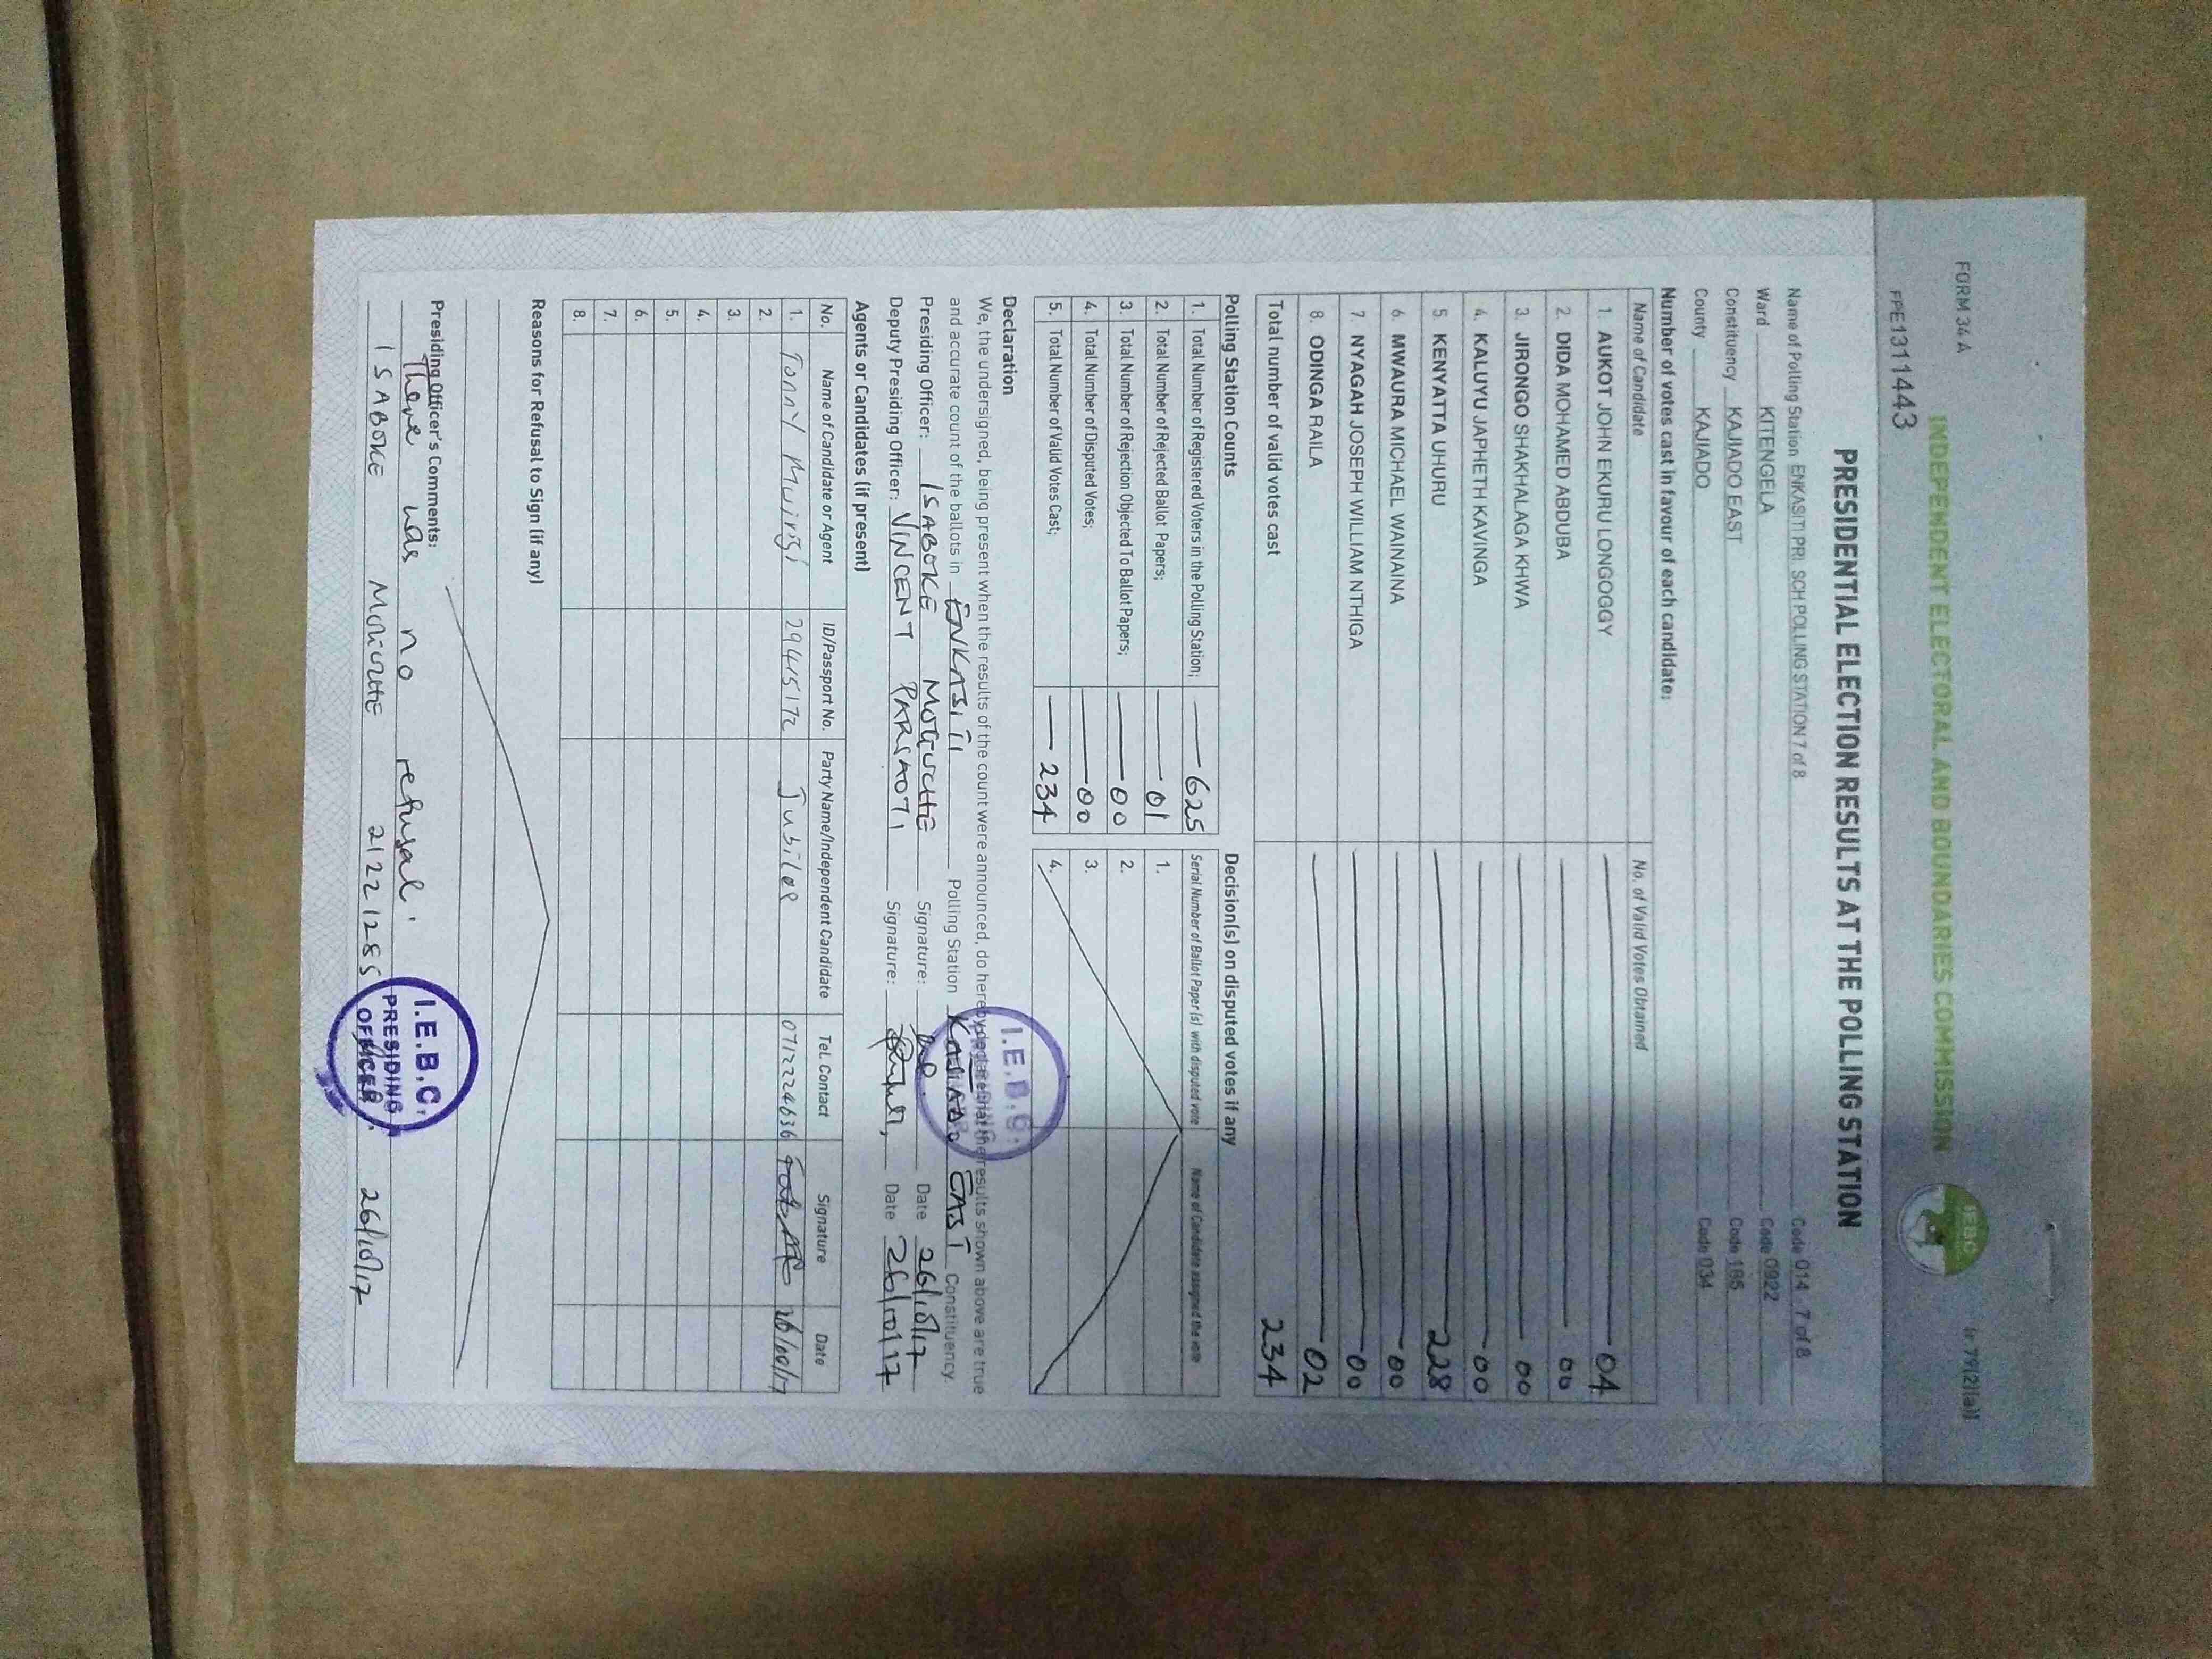 FORM 34 A
(r 79(2)(a))
INDEPENDENT ELECTORAL AND BOUNDARIES COMMISSION
IEBC
FPE1311443
PRESIDENTIAL ELECTION RESULTS AT THE POLLING STATION
Name of Polling Station ENKASITI PRI. SCH POLLING STATION 7 of 8 Code 014 7 of 8
Ward KITENGELA Code 0922
Constituency KAJIADO EAST Code 185
County KAJIADO Code 034
Number of votes cast in favour of each candidate:
Name of Candidate No. of Valid Votes Obtained
1. AUKOT JOHN EKURU LONGOGGY 04
2. DIDA MOHAMED ABDUBA 00
3. JIRONGO SHAKHALAGA KHWA 00
4. KALUYU JAPHETH KAVINGA 00
5. KENYATTA UHURU 228
6. MWAURA MICHAEL WAINAINA 00
7. NYAGAH JOSEPH WILLIAM NTHIGA 00
8. ODINGA RAILA 02
Total number of valid votes cast 234
Polling Station Counts
1. Total Number of Registered Voters in the Polling Station; 625
2. Total Number of Rejected Ballot Papers; 01
3. Total Number of Rejection Objected To Ballot Papers; 00
4. Total Number of Disputed Votes; 00
5. Total Number of Valid Votes Cast; 234
Decision(s) on disputed votes if any
Serial Number of Ballot Paper (s) with disputed vote Name of Candidate assigned the vote
1.
2.
3.
4.
Declaration
We, the undersigned, being present when the results of the count were announced, do hereby declare that the results shown above are true
and accurate count of the ballots in ENKASITI Polling Station KAJIADO EAST Constituency.
Presiding Officer: ISABOKE MOGUCHE Signature: Date 26/10/17
Deputy Presiding Officer: VINCENT PARSAOTI Signature: Date 26/10/17
I.E.B.C.
Agents or Candidates (if present)
No. Name of Candidate or Agent ID/Passport No. Party Name/Independent Candidate Tel. Contact Signature Date
1. Tonny Muingi 29415172 Jubilee 0712224636 26/10/17
2.
3.
4.
5.
6.
7.
8.
Reasons for Refusal to Sign (if any)
Presiding Officer's Comments:
There was no refusal.
ISABOKE 21221285 26/10/17
I.E.B.C.
PRESIDING
OFFICER